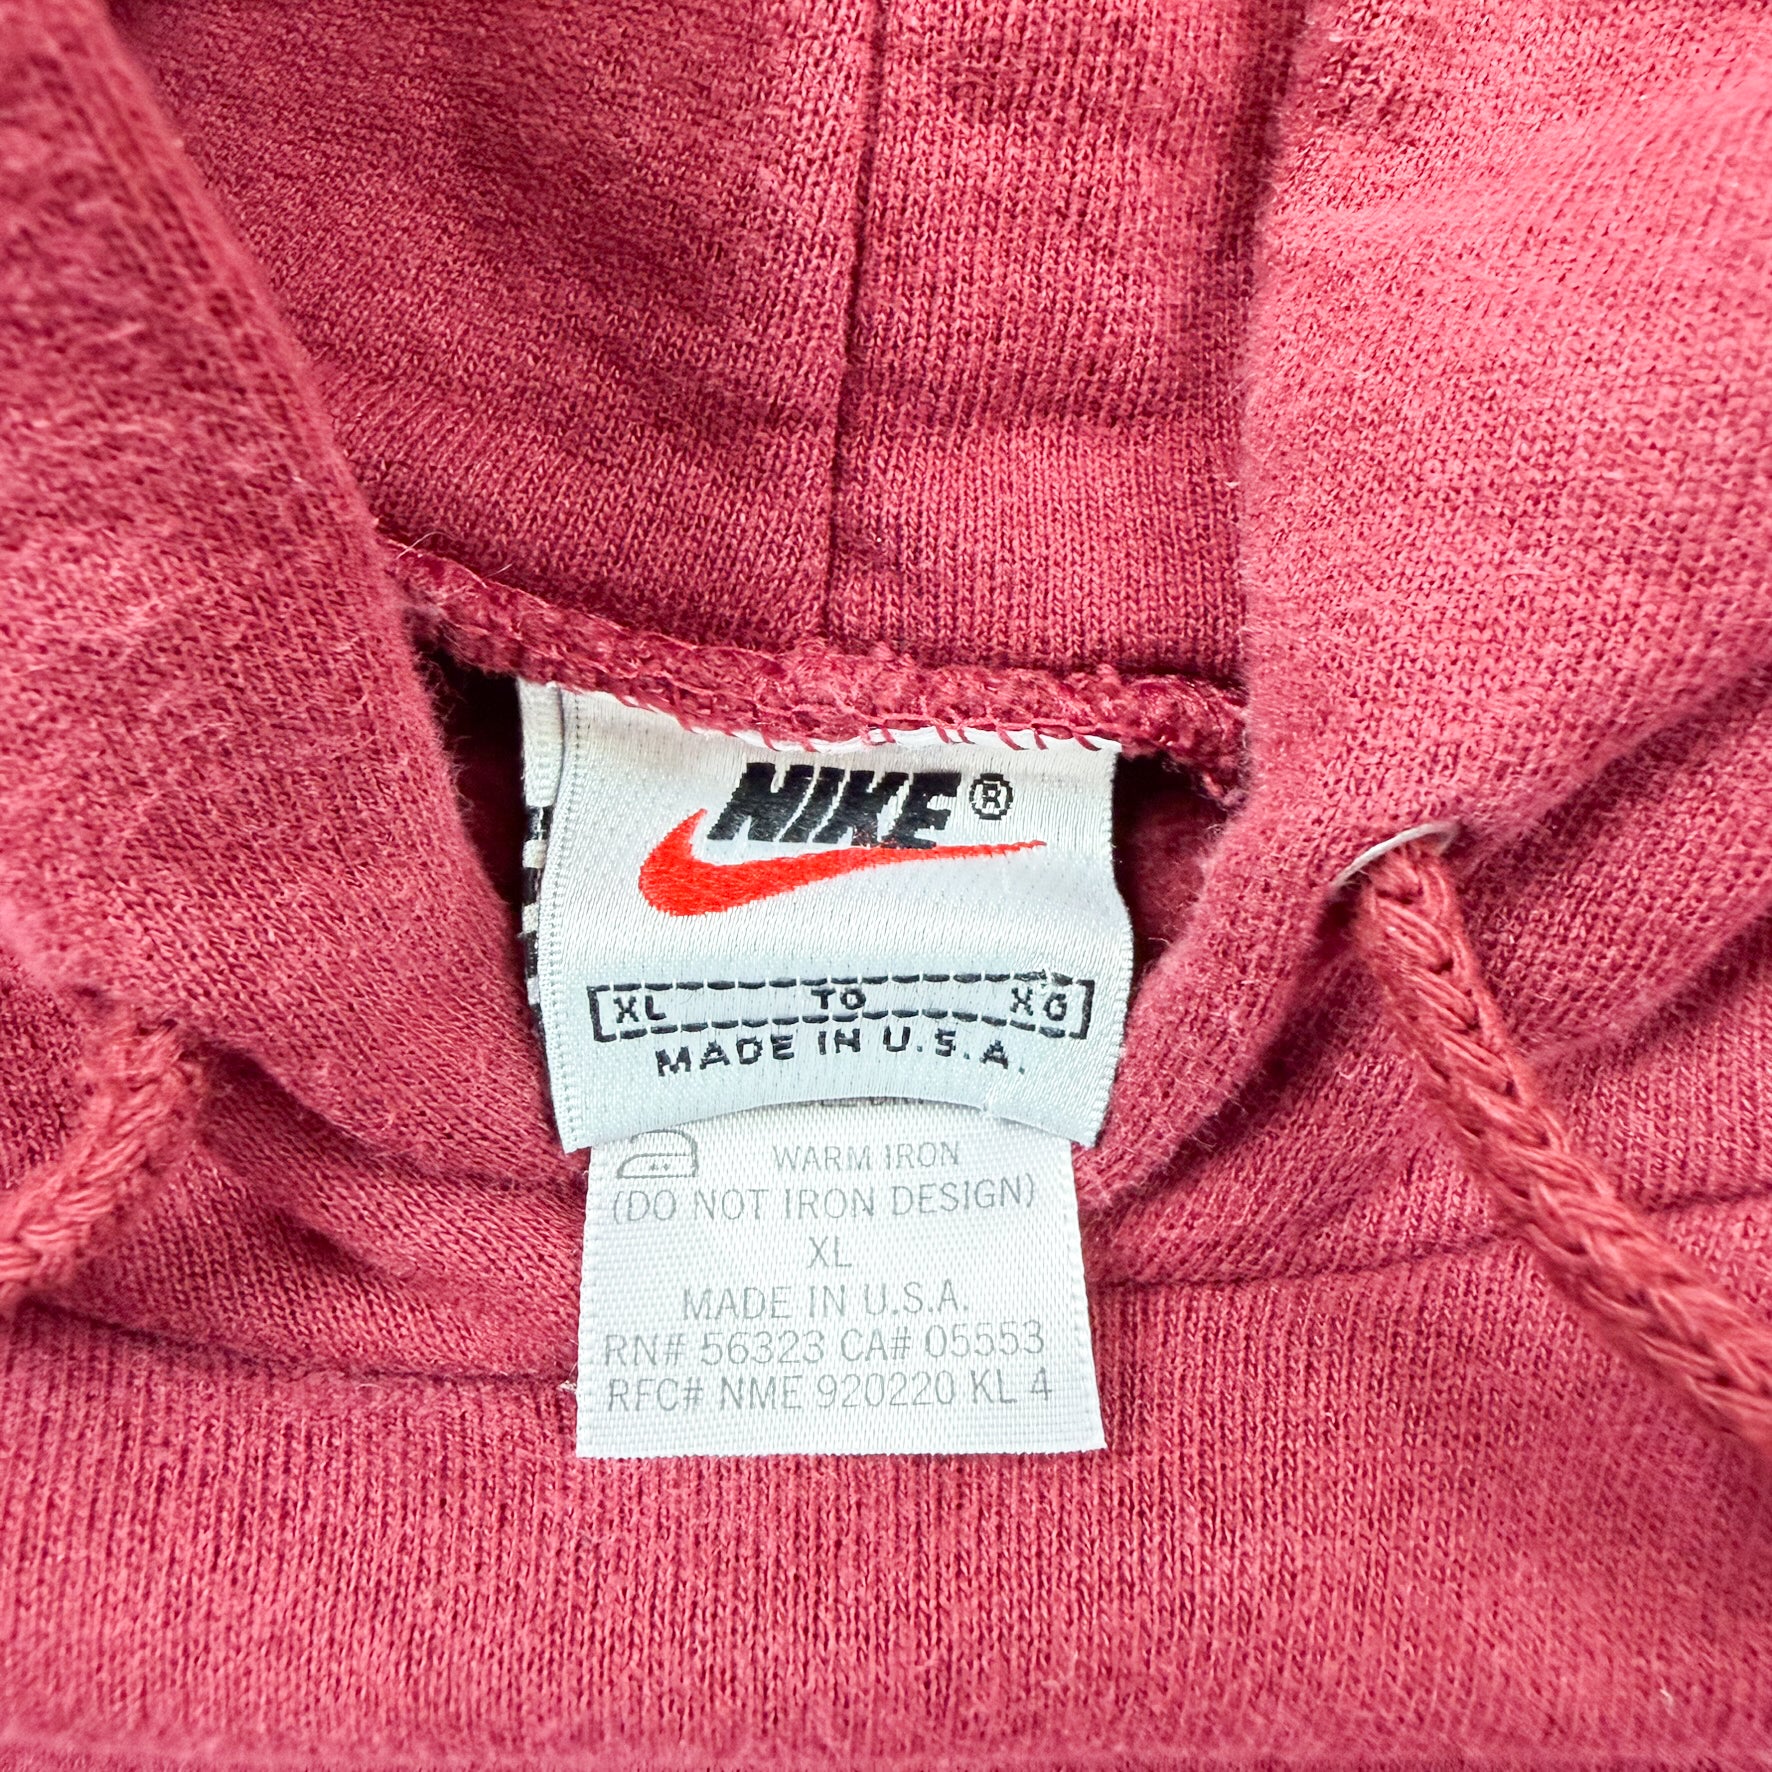 NIKE®
XL TO XG
MADE IN U.S.A.
WARM IRON
(DO NOT IRON DESIGN)
XL
MADE IN U.S.A.
RN# 56323 CA# 05553
RFC# NME 920220 KL 4